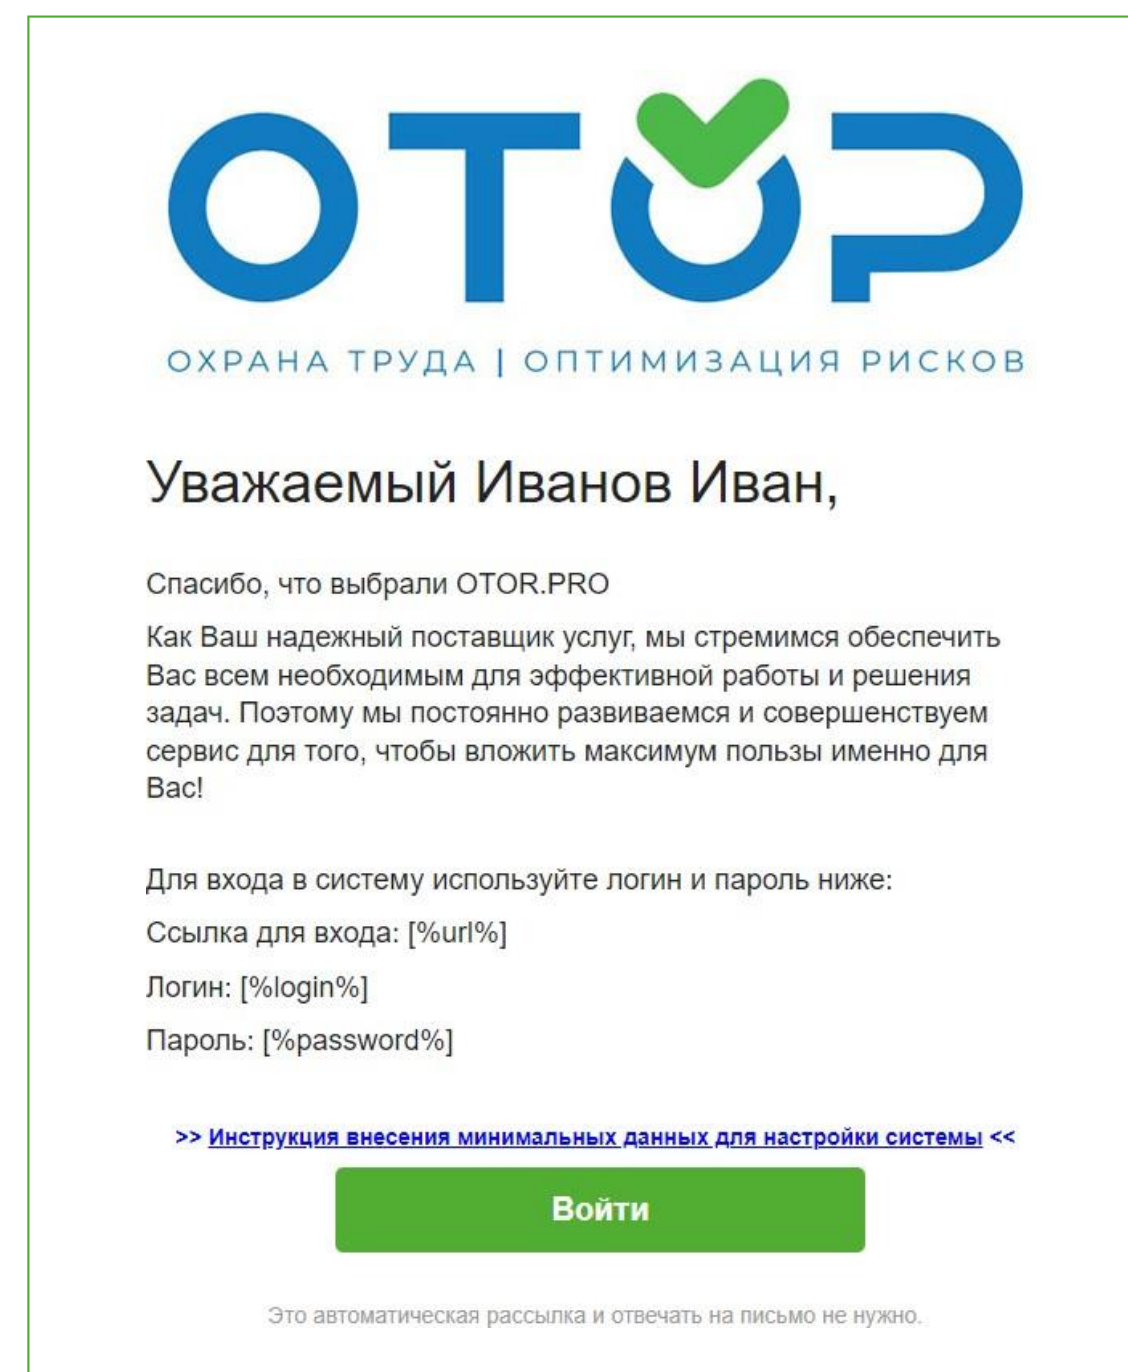 ОТОР
ОХРАНА ТРУДА | ОПТИМИЗАЦИЯ РИСКОВ
Уважаемый Иванов Иван,
Спасибо, что выбрали OTOR.PRO
Как Ваш надежный поставщик услуг, мы стремимся обеспечить
Вас всем необходимым для эффективной работы и решения
задач. Поэтому мы постоянно развиваемся и совершенствуем
сервис для того, чтобы вложить максимум пользы именно для
Вас!
Для входа в систему используйте логин и пароль ниже:
Ссылка для входа: [%url%]
Логин: [%login%]
Пароль: [%password%]
>> Инструкция внесения минимальных данных для настройки системы <<
Войти
Это автоматическая рассылка и отвечать на письмо не нужно.